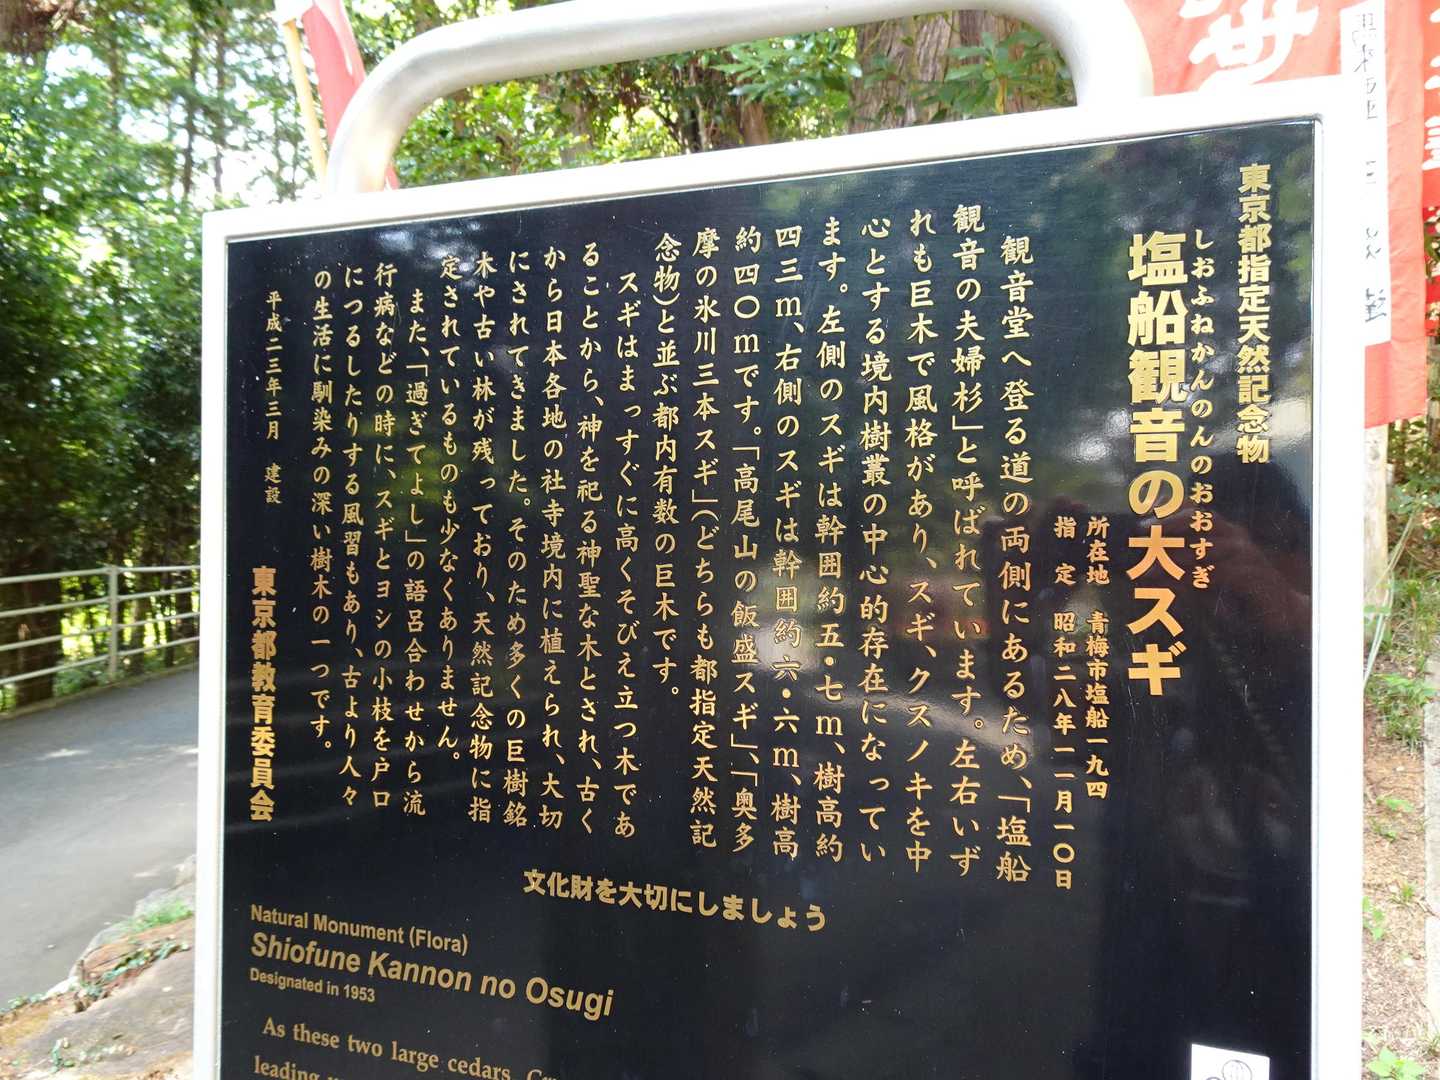 東京都指定天然記念物
しおふねかんのんのおおすぎ
塩船観音の大スギ
所在地 青梅市塩船一九四
指 定 昭和二八年一一月一〇日
観音堂へ登る道の両側にあるため、「塩船
観音の夫婦杉」と呼ばれています。左右いず
れも巨木で風格があり、スギ、クスノキを中
心とする境内樹叢の中心的存在になってい
ます。左側のスギは幹囲約五・七m、樹高約
四三m、右側のスギは幹囲約六・六m、樹高
約四〇mです。「高尾山の飯盛スギ」、「奥多
摩の氷川三本スギ」（どちらも都指定天然記
念物）と並ぶ都内有数の巨木です。
スギはまっすぐに高くそびえ立つ木であ
ることから、神を祀る神聖な木とされ、古く
から日本各地の社寺境内に植えられ、大切
にされてきました。そのため多くの巨樹銘
木や古い林が残っており、天然記念物に指
定されているものも少なくありません。
また、「過ぎてよし」の語呂合わせから流
行病などの時に、スギとヨシの小枝を戸口
につるしたりする風習もあり、古より人々
の生活に馴染みの深い樹木の一つです。
平成二三年三月 建設
東京都教育委員会
文化財を大切にしましょう
Natural Monument (Flora)
Shiofune Kannon no Osugi
Designated in 1953
As these two large cedars,
leading